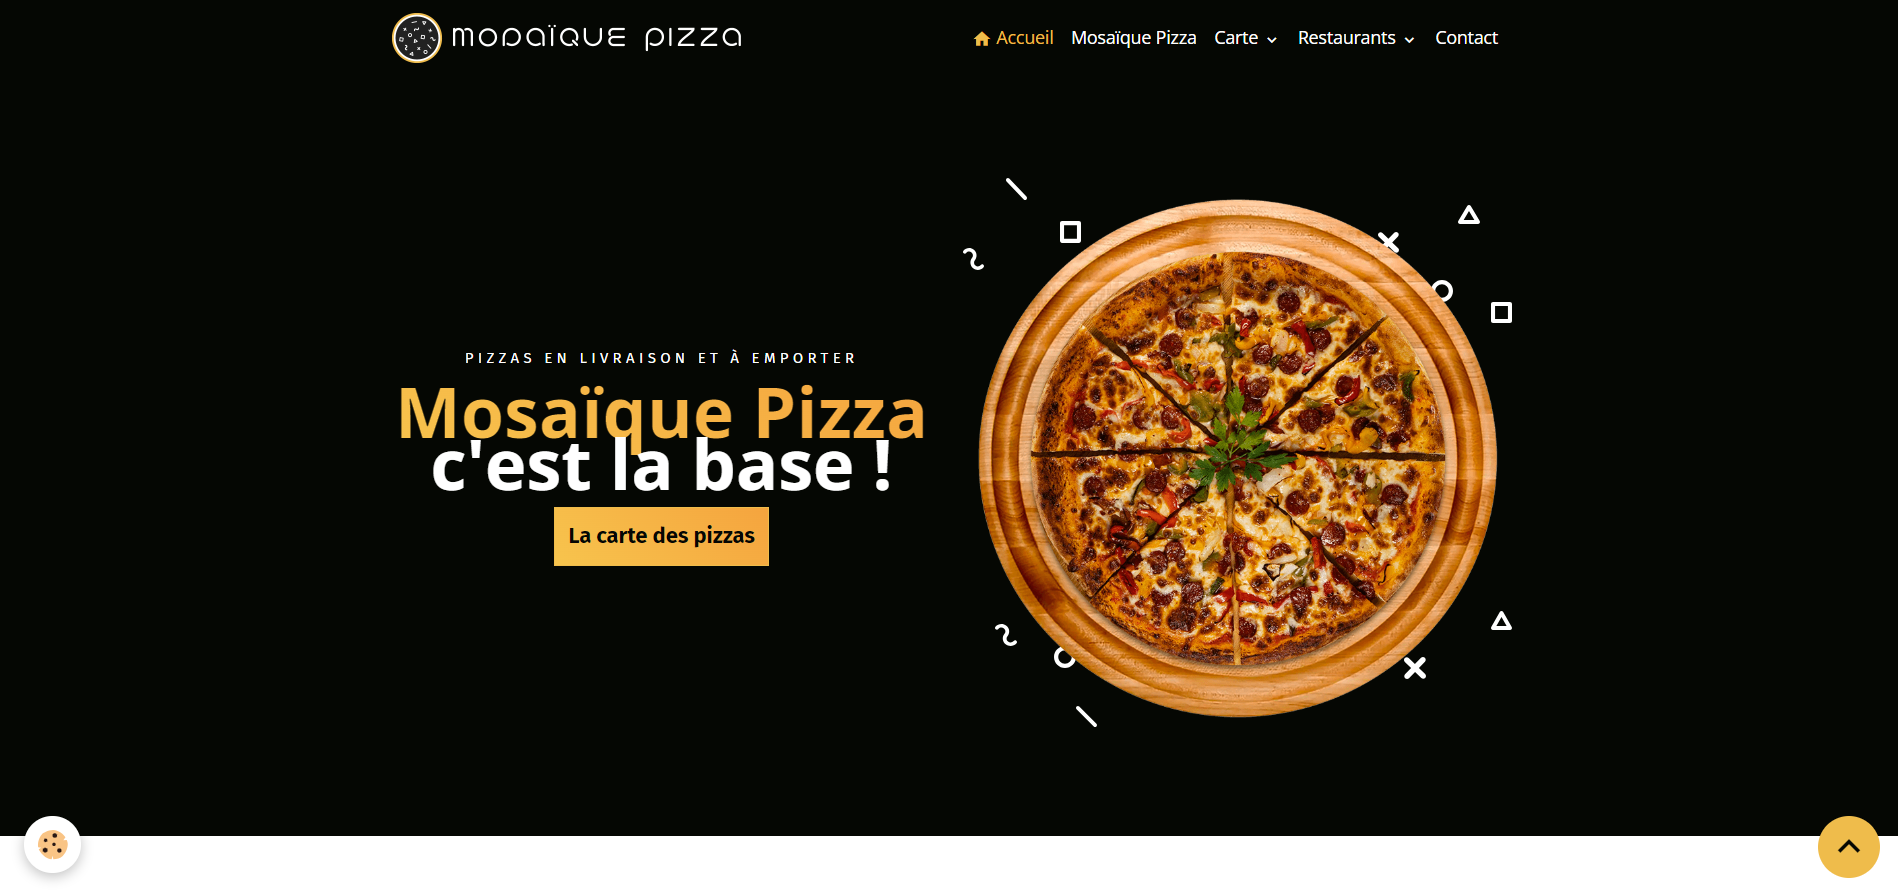 mosaïque pizza
Accueil Mosaïque Pizza Carte Restaurants Contact
PIZZAS EN LIVRAISON ET À EMPORTER
Mosaïque Pizza
c'est la base !
La carte des pizzas